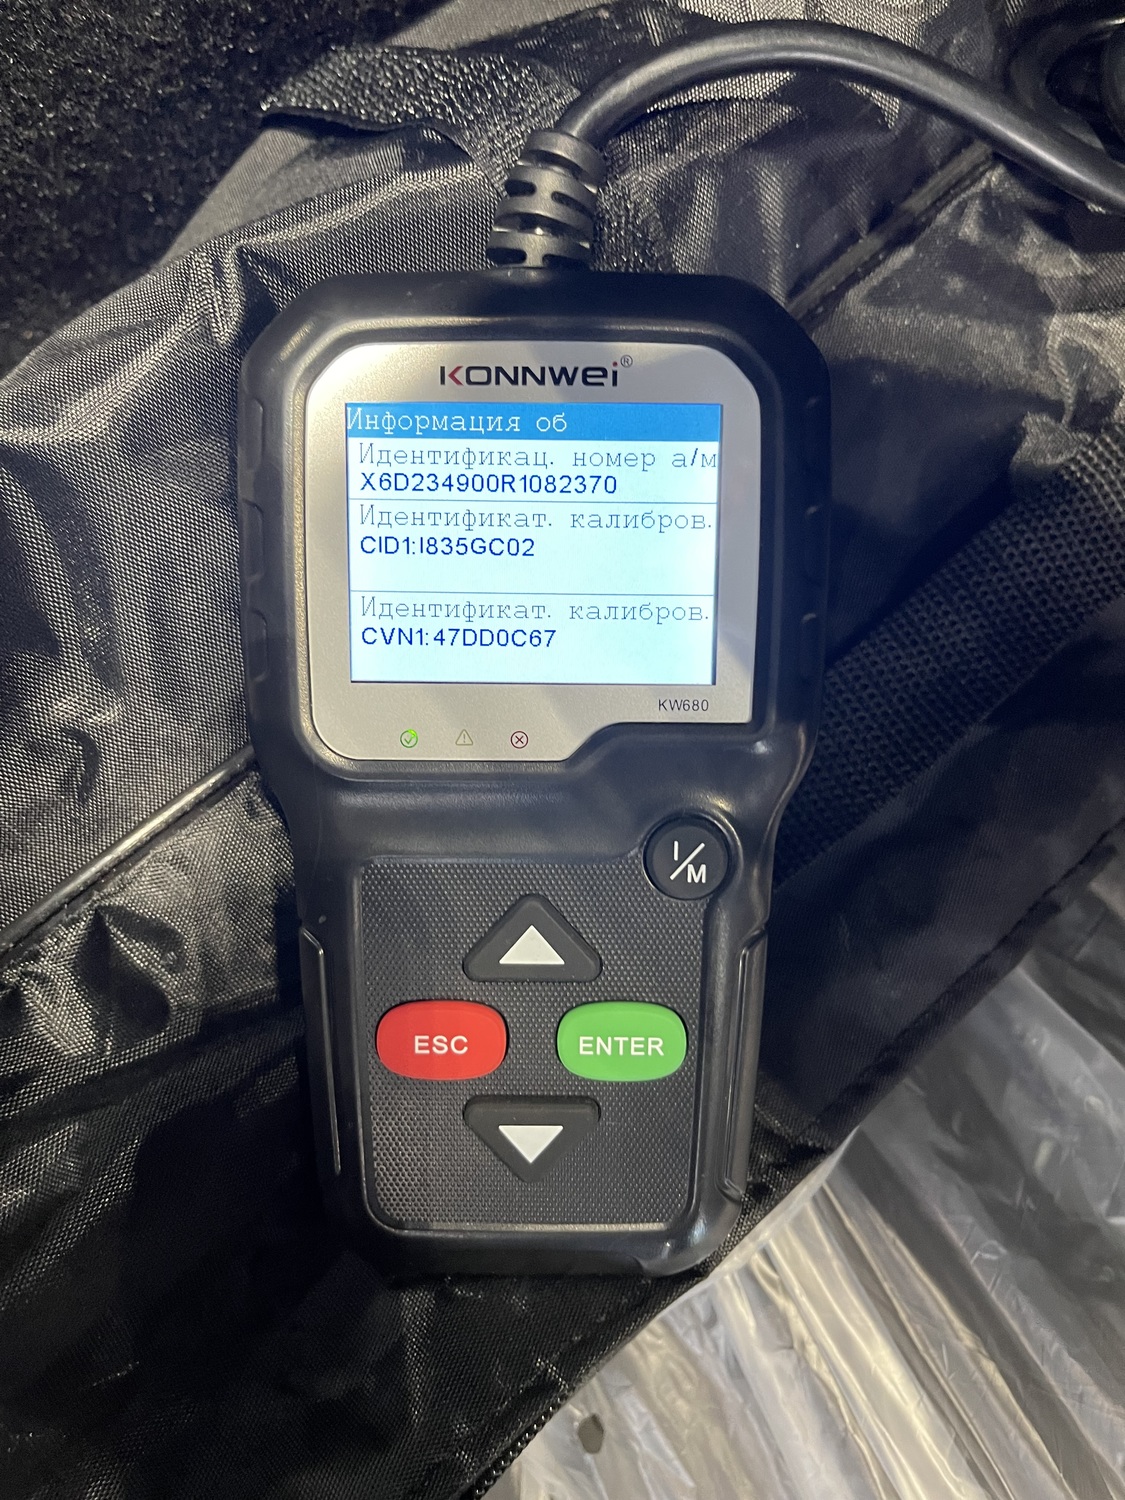 KONNWEI®
Информация об
Идентификац. номер а/м
X6D234900R1082370
Идентификат. калибров.
CID1:I835GC02
Идентификат. калибров.
CVN1:47DD0C67
KW680
I/M
ESC
ENTER